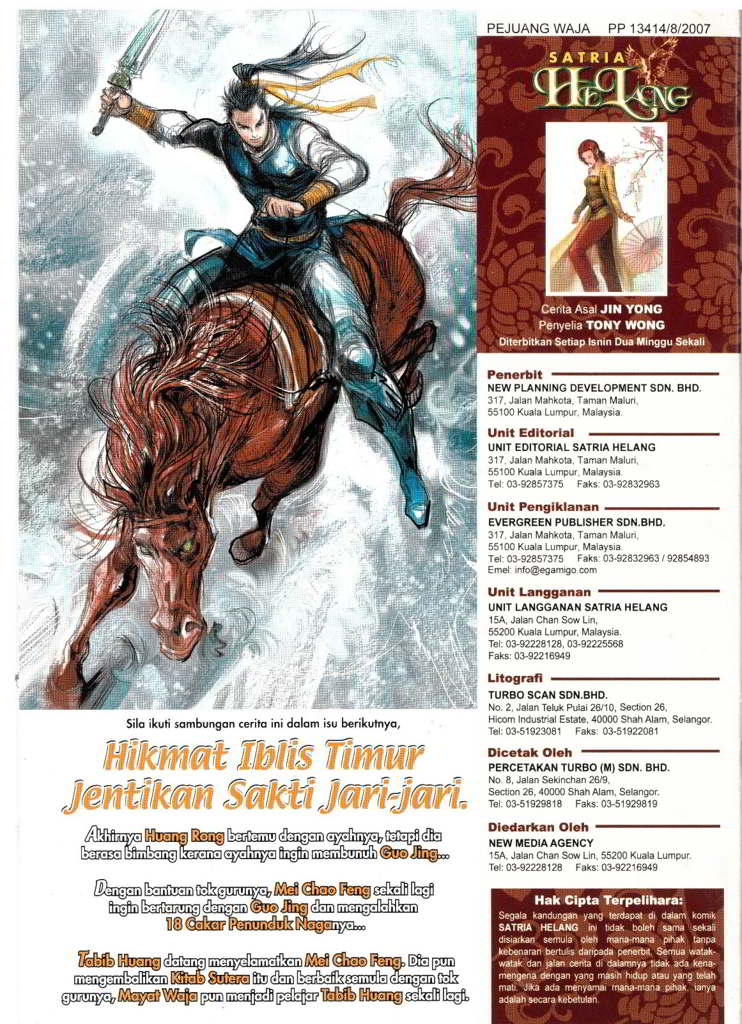 PEJUANG WAJA PP 13414/8/2007
SATRIA
HELANG
Cerita Asal JIN YONG
Penyelia TONY WONG
Diterbitkan Setiap Isnin Dua Minggu Sekali
Penerbit
NEW PLANNING DEVELOPMENT SDN. BHD.
317, Jalan Mahkota, Taman Maluri,
55100 Kuala Lumpur, Malaysia.
Unit Editorial
UNIT EDITORIAL SATRIA HELANG
317, Jalan Mahkota, Taman Maluri,
55100 Kuala Lumpur, Malaysia.
Tel: 03-92857375 Faks: 03-92832963
Unit Pengiklanan
EVERGREEN PUBLISHER SDN.BHD.
317, Jalan Mahkota, Taman Maluri,
55100 Kuala Lumpur, Malaysia.
Tel: 03-92857375 Faks: 03-92832963 / 92854893
Emel: info@egamigo.com
Unit Langganan
UNIT LANGGANAN SATRIA HELANG
15A, Jalan Chan Sow Lin,
55200 Kuala Lumpur, Malaysia.
Tel: 03-92228128, 03-92225568
Faks: 03-92216949
Litografi
TURBO SCAN SDN.BHD.
No. 2, Jalan Teluk Pulai 26/10, Section 26,
Hicom Industrial Estate, 40000 Shah Alam, Selangor.
Tel: 03-51923081 Faks: 03-51922081
Dicetak Oleh
PERCETAKAN TURBO (M) SDN. BHD.
No. 8, Jalan Sekinchan 26/9,
Section 26, 40000 Shah Alam, Selangor.
Tel: 03-51929818 Faks: 03-51929819
Diedarkan Oleh
NEW MEDIA AGENCY
15A, Jalan Chan Sow Lin, 55200 Kuala Lumpur.
Tel: 03-92228128 Faks: 03-92216949
Hak Cipta Terpelihara:
Segala kandungan yang terdapat di dalam komik
SATRIA HELANG ini tidak boleh sama sekali
disiarkan semula oleh mana-mana pihak tanpa
kebenaran bertulis daripada penerbit. Semua watak-
watak dan jalan cerita di dalamnya tidak ada kena-
mengena dengan yang masih hidup atau yang telah
mati. Jika ada menyamai mana-mana pihak, ianya
adalah secara kebetulan.
Sila ikuti sambungan cerita ini dalam isu berikutnya,
Hikmat Iblis Timur
Jentikan Sakti Jari-jari.
Akhirnya Huang Rong bertemu dengan ayahnya, tetapi dia
berasa bimbang kerana ayahnya ingin membunuh Guo Jing...
Dengan bantuan tok gurunya, Mei Chao Feng sekali lagi
ingin bertarung dengan Guo Jing dan mengalahkan
18 Cakar Penunduk Naganya...
Tabib Huang datang menyelamatkan Mei Chao Feng. Dia pun
mengembalikan Kitab Sutera itu dan berbaik semula dengan tok
gurunya, Mayat Waja pun menjadi pelajar Tabib Huang sekali lagi.